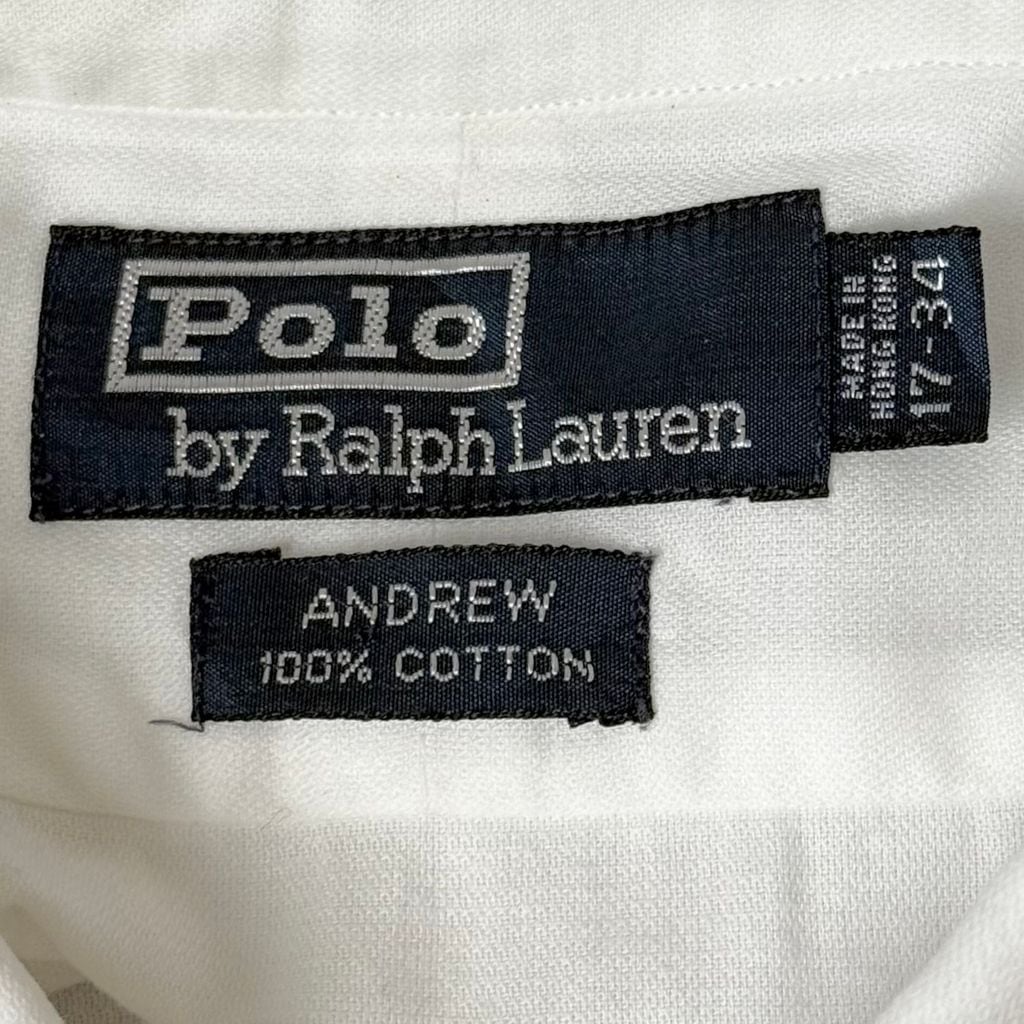 Polo
by Ralph Lauren
MADE IN
HONG KONG
17-34
ANDREW
100% COTTON